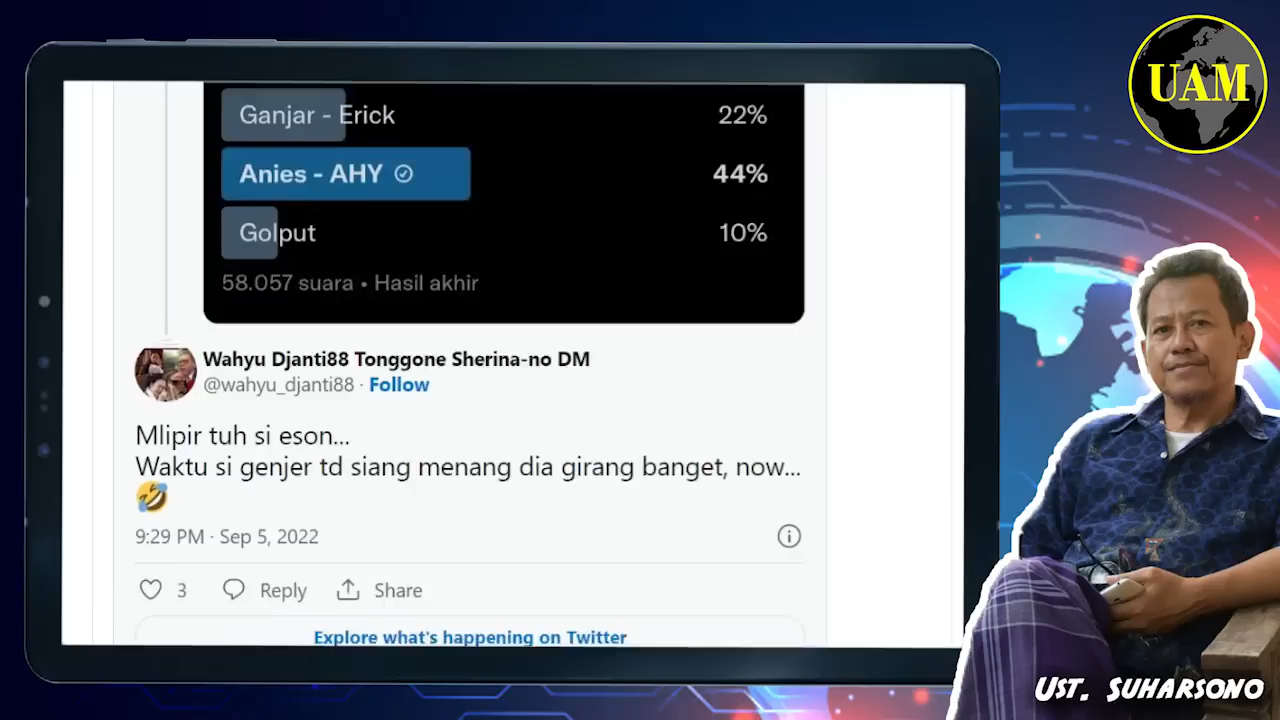 UAM
Ganjar - Erick 22%
Anies - AHY 44%
Golput 10%
58.057 suara • Hasil akhir
Wahyu Djanti88 Tonggone Sherina-no DM
@wahyu_djanti88 · Follow
Mlipir tuh si eson...
Waktu si genjer td siang menang dia girang banget, now...
🤣
9:29 PM · Sep 5, 2022
3 Reply Share
Explore what's happening on Twitter
UST. SUHARSONO